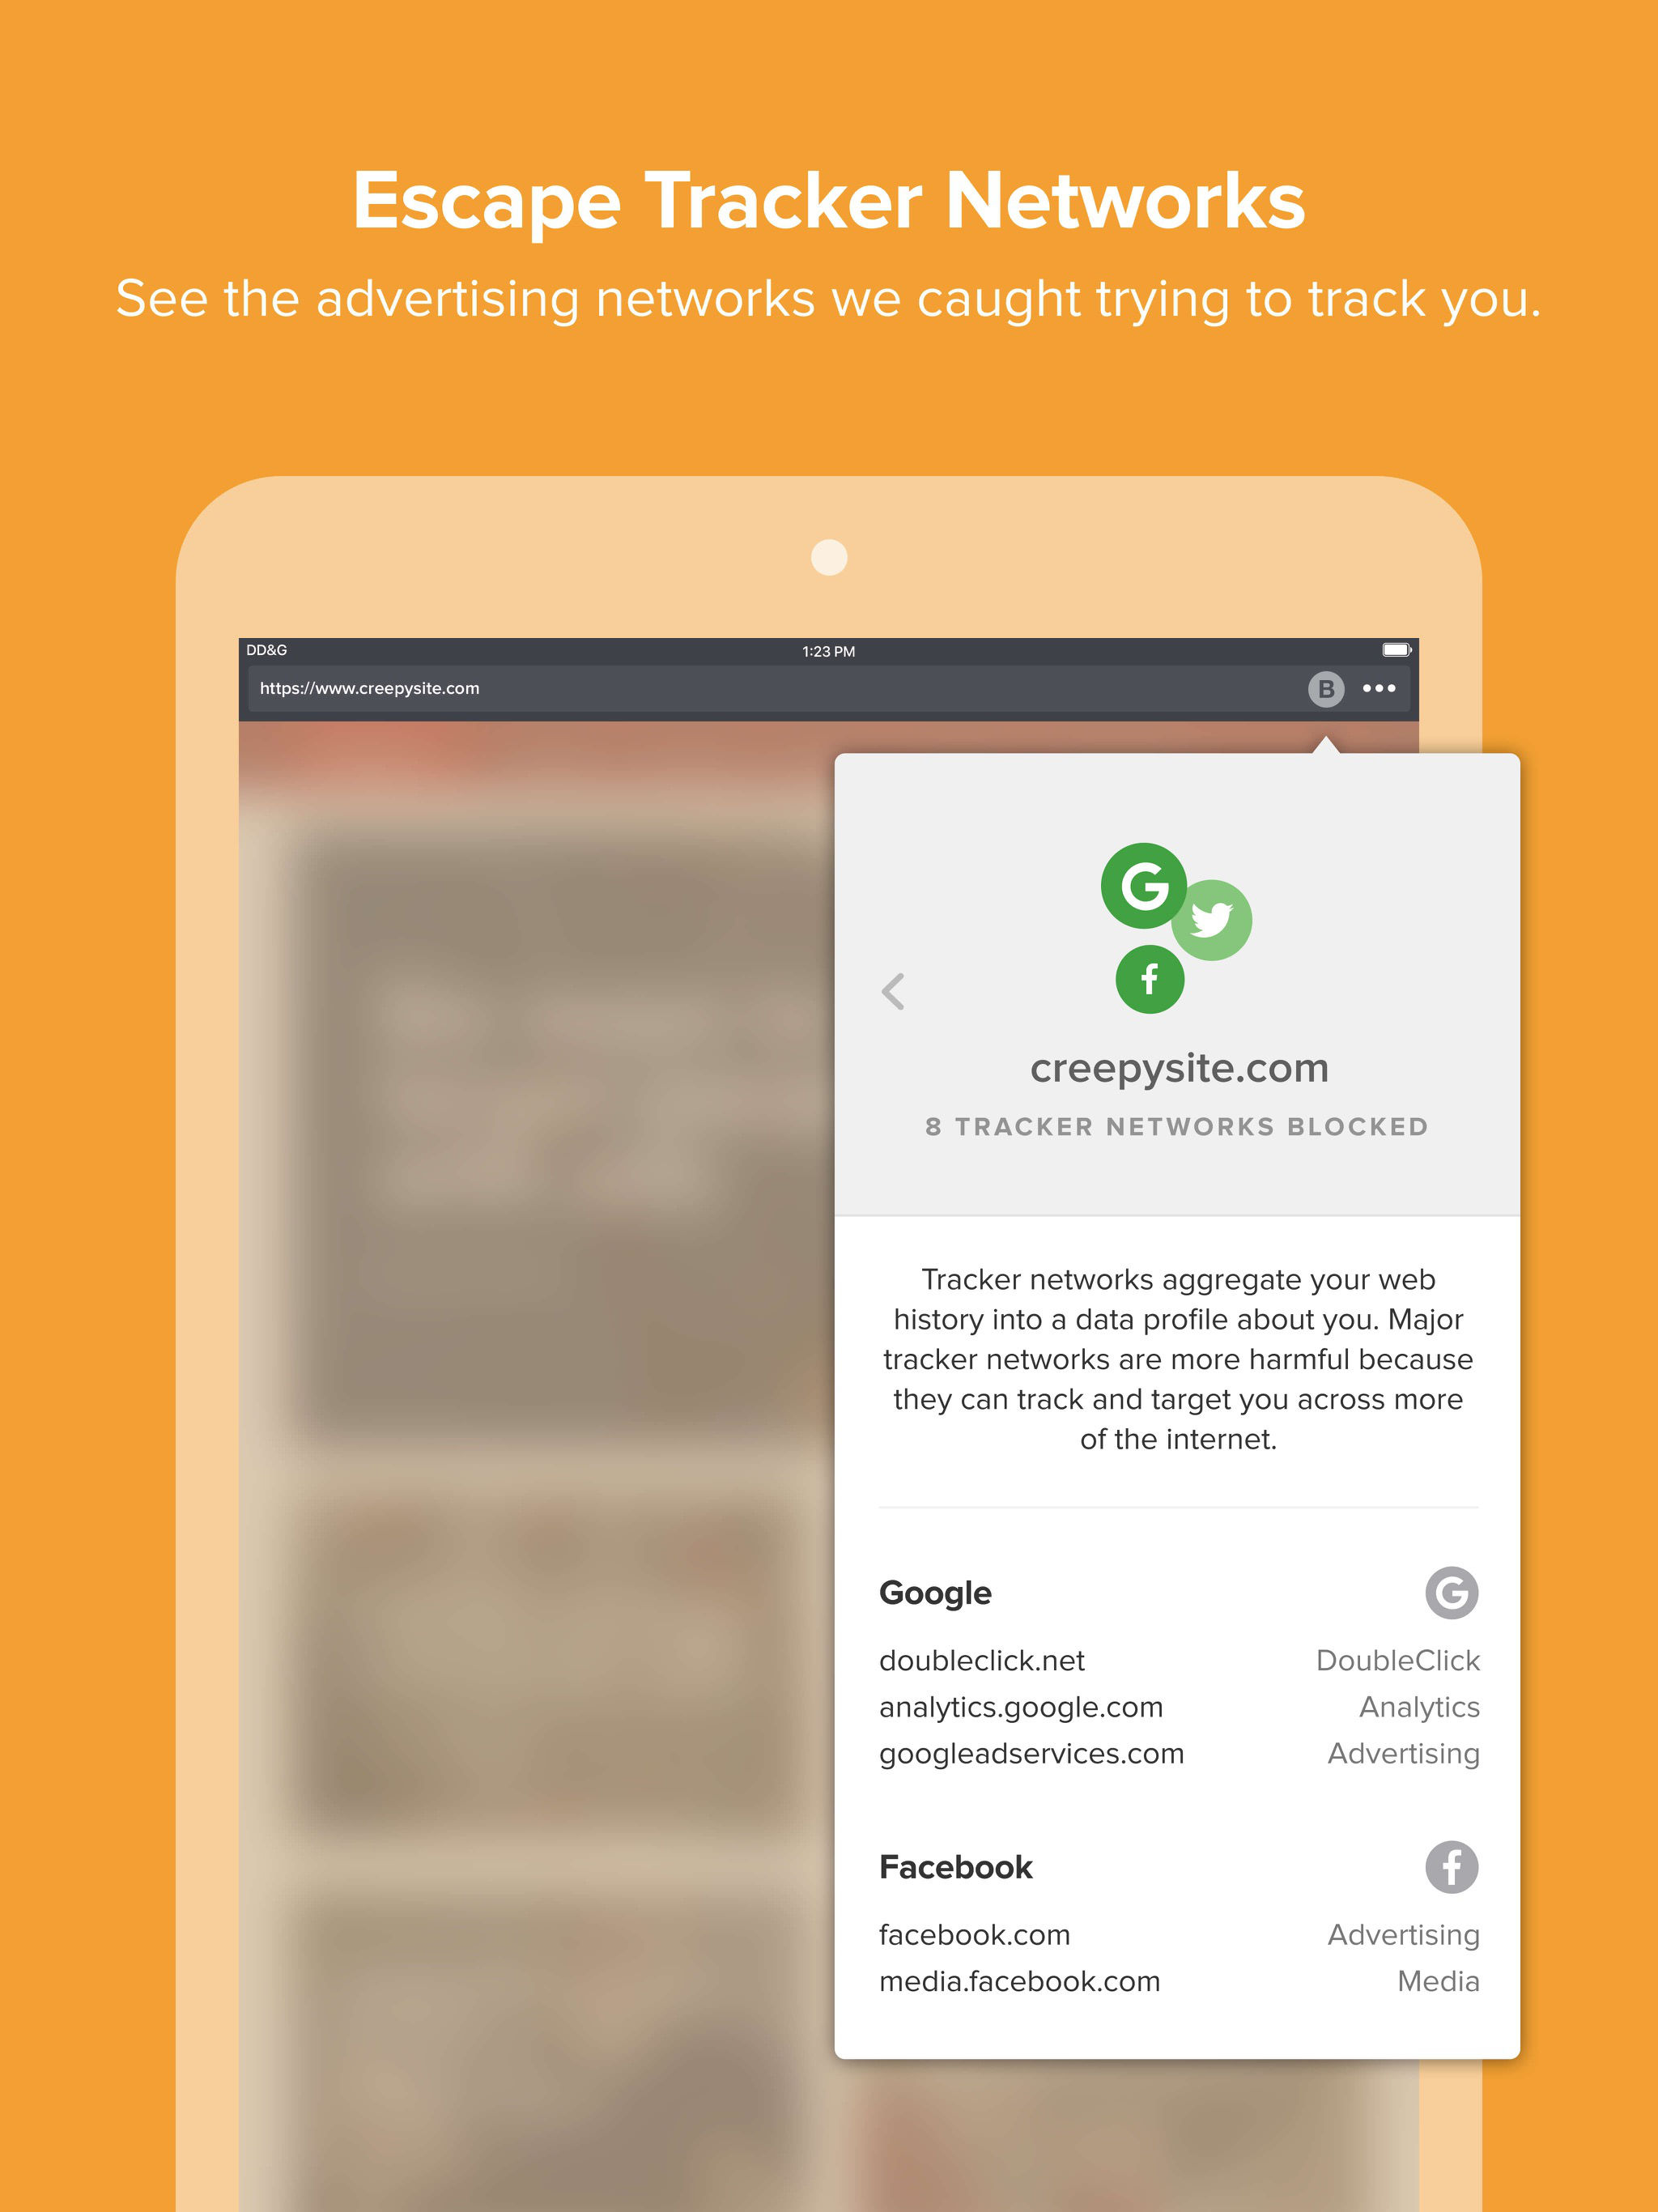 Escape Tracker Networks
See the advertising networks we caught trying to track you.
DD&G
1:23 PM
https://www.creepysite.com
B
creepysite.com
8 TRACKER NETWORKS BLOCKED
Tracker networks aggregate your web
history into a data profile about you. Major
tracker networks are more harmful because
they can track and target you across more
of the internet.
Google
doubleclick.net DoubleClick
analytics.google.com Analytics
googleadservices.com Advertising
Facebook
facebook.com Advertising
media.facebook.com Media